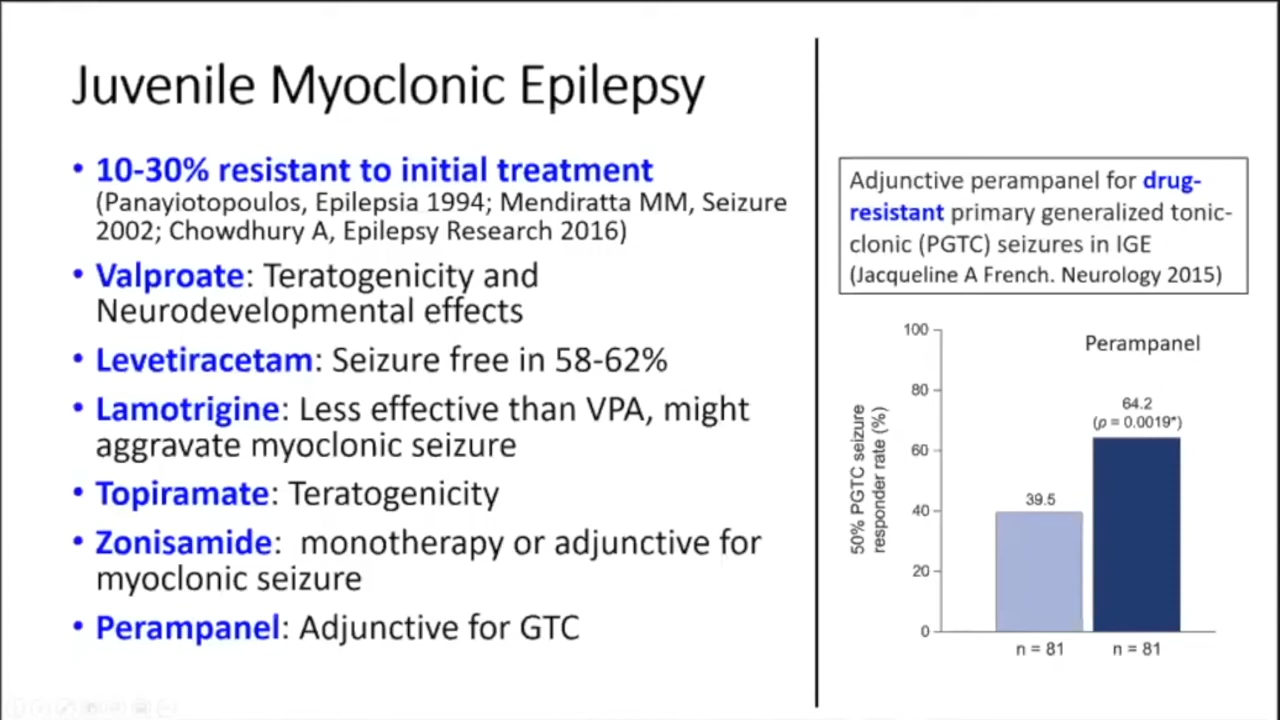 Juvenile Myoclonic Epilepsy
• 10-30% resistant to initial treatment
(Panayiotopoulos, Epilepsia 1994; Mendiratta MM, Seizure
2002; Chowdhury A, Epilepsy Research 2016)
• Valproate: Teratogenicity and
Neurodevelopmental effects
• Levetiracetam: Seizure free in 58-62%
• Lamotrigine: Less effective than VPA, might
aggravate myoclonic seizure
• Topiramate: Teratogenicity
• Zonisamide:  monotherapy or adjunctive for
myoclonic seizure
• Perampanel: Adjunctive for GTC
Adjunctive perampanel for drug-
resistant primary generalized tonic-
clonic (PGTC) seizures in IGE
(Jacqueline A French. Neurology 2015)
Perampanel
50% PGTC seizure
responder rate (%)
100
80
60
40
20
0
39.5
64.2
(p = 0.0019*)
n = 81
n = 81